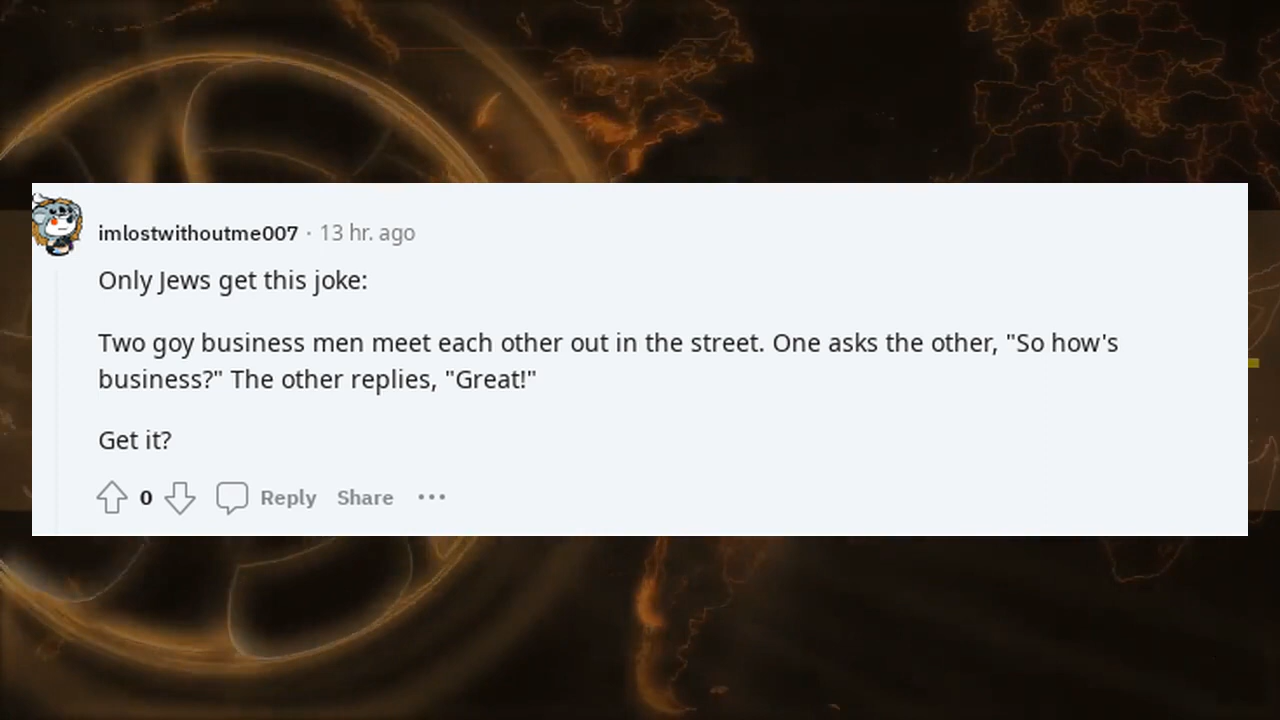 imlostwithoutme007 · 13 hr. ago
Only Jews get this joke:
Two goy business men meet each other out in the street. One asks the other, "So how's
business?" The other replies, "Great!"
Get it?
0 Reply Share ···